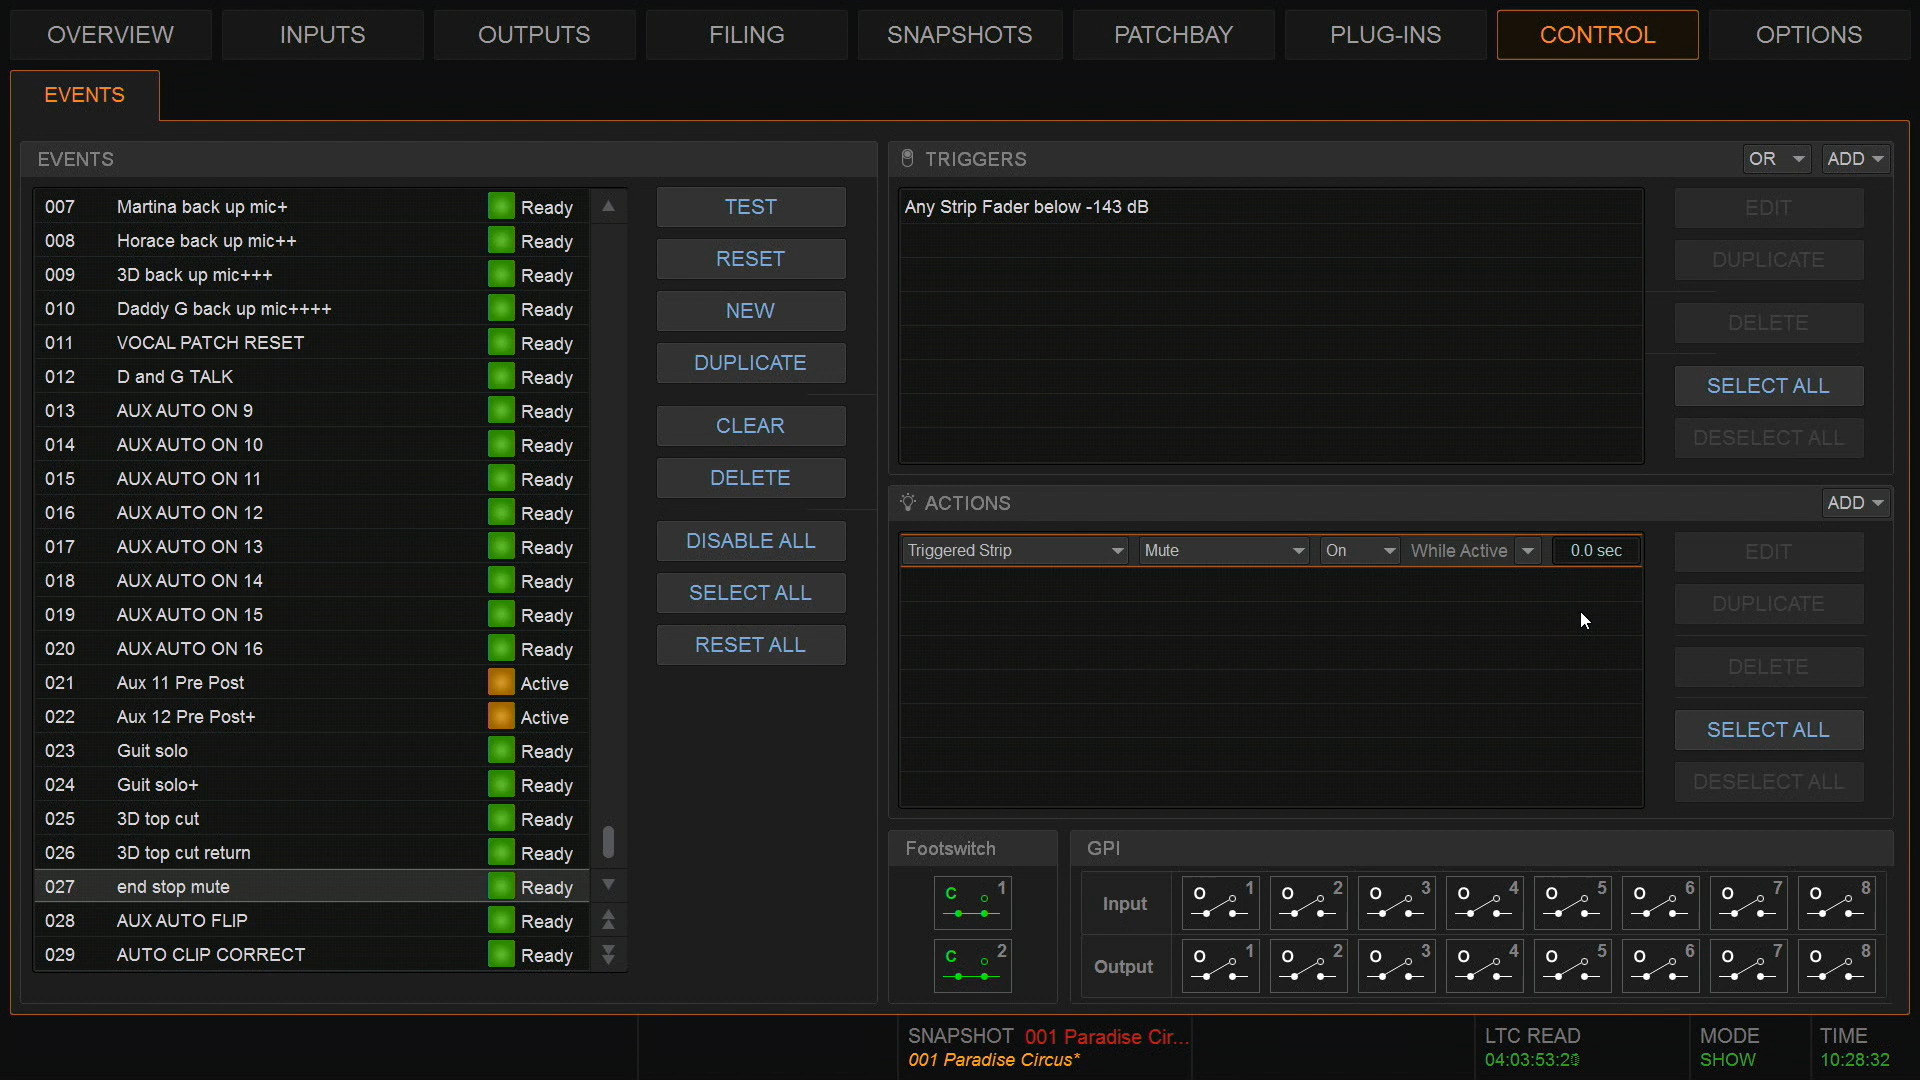 OVERVIEW INPUTS OUTPUTS FILING SNAPSHOTS PATCHBAY PLUG-INS CONTROL OPTIONS
EVENTS
EVENTS
007 Martina back up mic+ Ready
008 Horace back up mic++ Ready
009 3D back up mic+++ Ready
010 Daddy G back up mic++++ Ready
011 VOCAL PATCH RESET Ready
012 D and G TALK Ready
013 AUX AUTO ON 9 Ready
014 AUX AUTO ON 10 Ready
015 AUX AUTO ON 11 Ready
016 AUX AUTO ON 12 Ready
017 AUX AUTO ON 13 Ready
018 AUX AUTO ON 14 Ready
019 AUX AUTO ON 15 Ready
020 AUX AUTO ON 16 Ready
021 Aux 11 Pre Post Active
022 Aux 12 Pre Post+ Active
023 Guit solo Ready
024 Guit solo+ Ready
025 3D top cut Ready
026 3D top cut return Ready
027 end stop mute Ready
028 AUX AUTO FLIP Ready
029 AUTO CLIP CORRECT Ready
TEST
RESET
NEW
DUPLICATE
CLEAR
DELETE
DISABLE ALL
SELECT ALL
RESET ALL
TRIGGERS OR ADD
Any Strip Fader below -143 dB
EDIT
DUPLICATE
DELETE
SELECT ALL
DESELECT ALL
ACTIONS ADD
Triggered Strip Mute On While Active 0.0 sec
EDIT
DUPLICATE
DELETE
SELECT ALL
DESELECT ALL
Footswitch
C 1
C 2
GPI
Input O 1 O 2 O 3 O 4 O 5 O 6 O 7 O 8
Output O 1 O 2 O 3 O 4 O 5 O 6 O 7 O 8
SNAPSHOT 001 Paradise Cir...
001 Paradise Circus*
LTC READ
MODE
SHOW
TIME
10:28:32